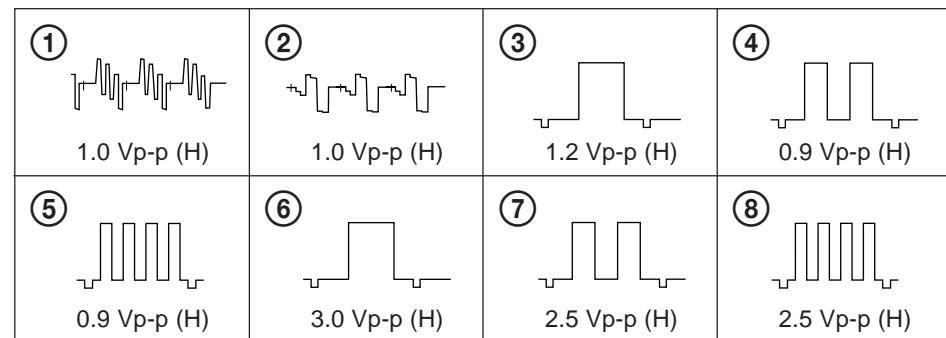 ① ② ③ ④
1.0 Vp-p (H) 1.0 Vp-p (H) 1.2 Vp-p (H) 0.9 Vp-p (H)
⑤ ⑥ ⑦ ⑧
0.9 Vp-p (H) 3.0 Vp-p (H) 2.5 Vp-p (H) 2.5 Vp-p (H)